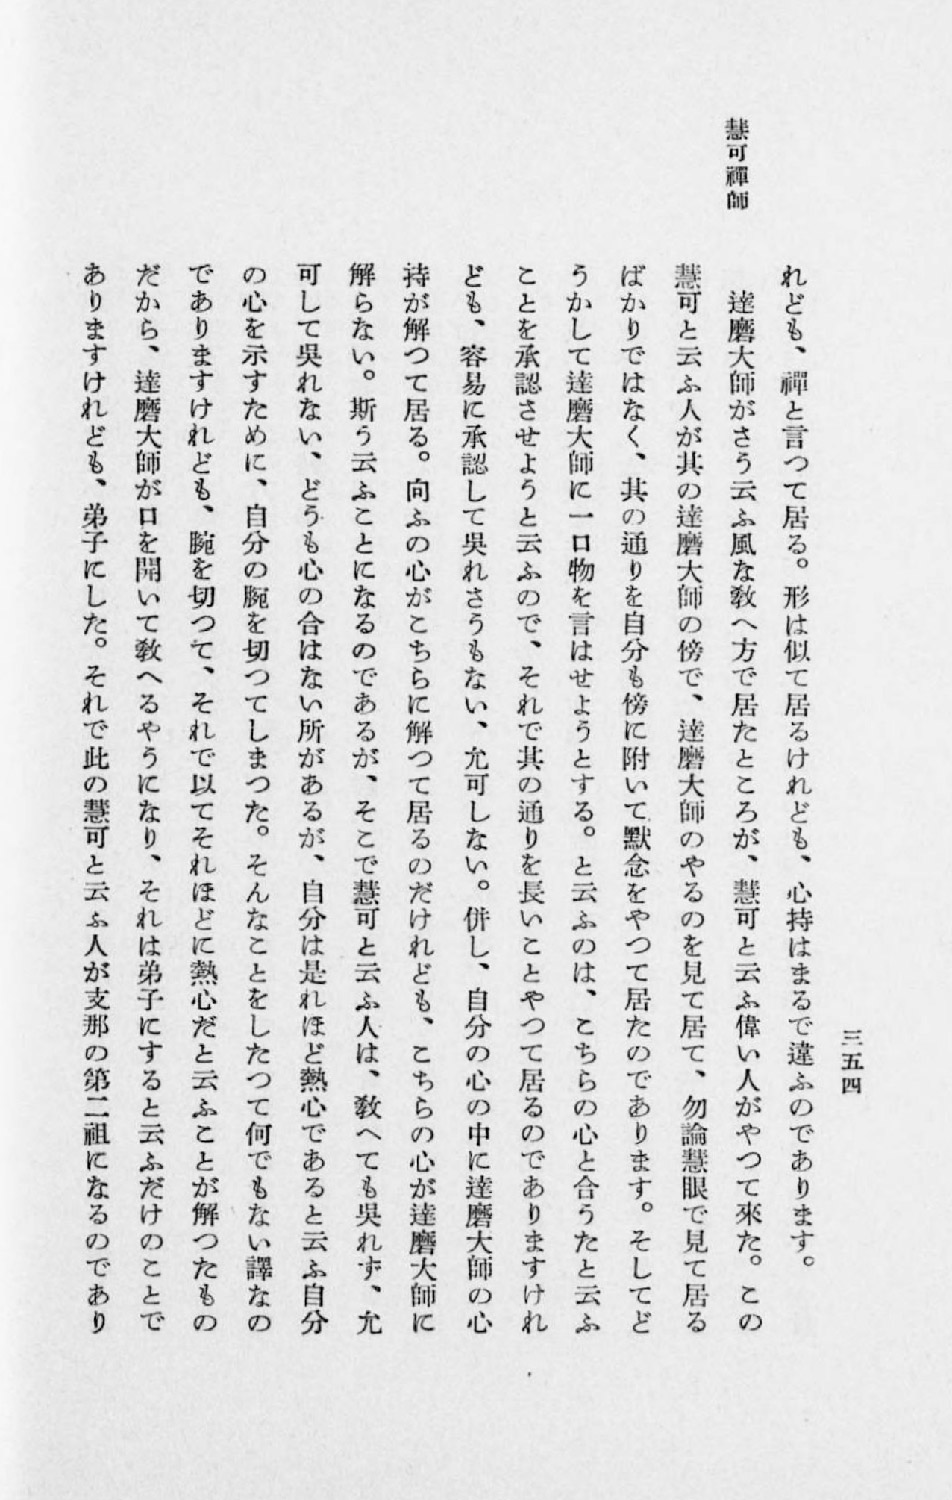 慧可禪師
三五四
れども、禪と言つて居る。形は似て居るけれども、心持はまるで違ふのであります。
達磨大師がさう云ふ風な敎へ方で居たところが、慧可と云ふ偉い人がやつて來た。この
慧可と云ふ人が其の達磨大師の傍で、達磨大師のやるのを見て居て、勿論慧眼で見て居る
ばかりではなく、其の通りを自分も傍に附いて默念をやつて居たのであります。そしてど
うかして達磨大師に一口物を言はせようとする。と云ふのは、こちらの心と合うたと云ふ
ことを承認させようと云ふので、それで其の通りを長いことやつて居るのでありますけれ
ども、容易に承認して吳れさうもない、允可しない。併し、自分の心の中に達磨大師の心
持が解つて居る。向ふの心がこちらに解つて居るのだけれども、こちらの心が達磨大師に
解らない。斯う云ふことになるのであるが、そこで慧可と云ふ人は、敎へても吳れず、允
可して吳れない、どうも心の合はない所があるが、自分は是れほど熱心であると云ふ自分
の心を示すために、自分の腕を切つてしまつた。そんなことをしたつて何でもない譯なの
でありますけれども、腕を切つて、それで以てそれほどに熱心だと云ふことが解つたもの
だから、達磨大師が口を開いて敎へるやうになり、それは弟子にすると云ふだけのことで
ありますけれども、弟子にした。それで此の慧可と云ふ人が支那の第二祖になるのであり